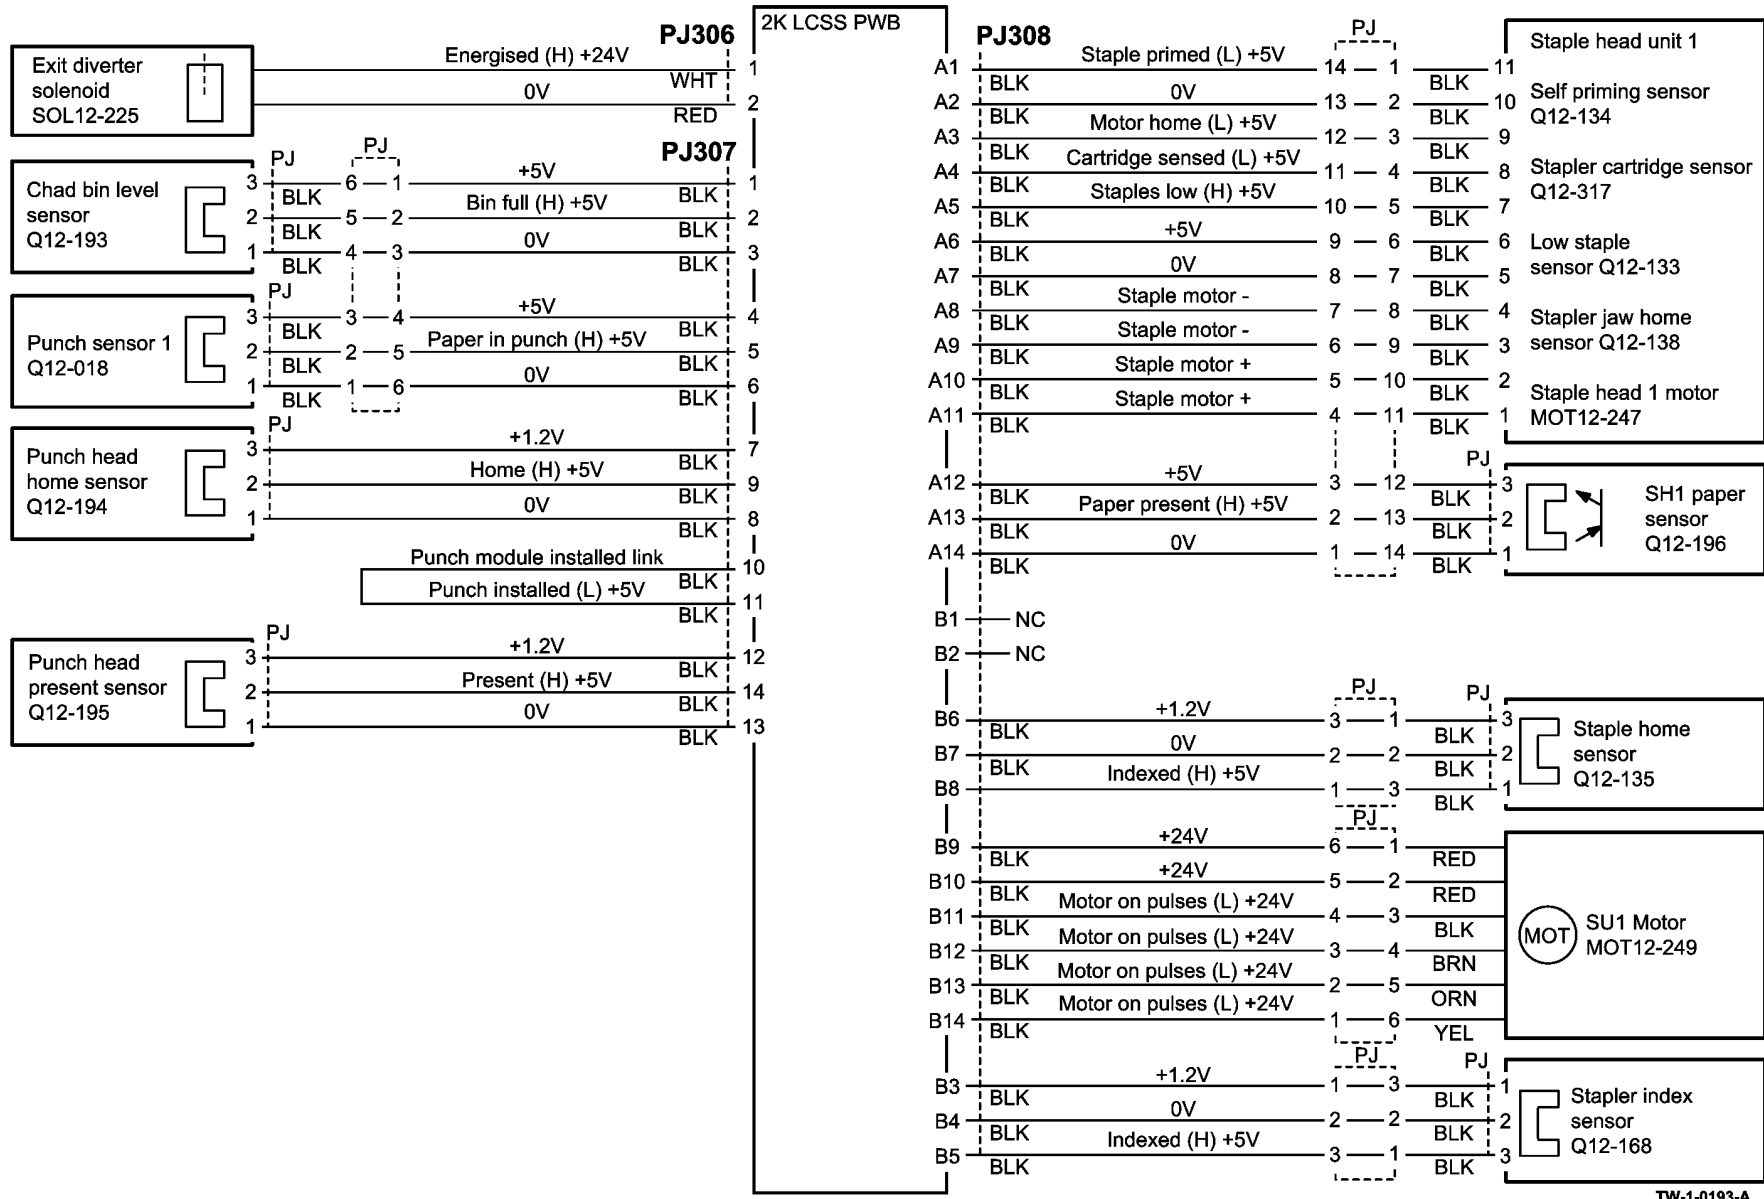 2K LCSS PWB
PJ306
Exit diverter
solenoid
SOL12-225
Energised (H) +24V
WHT
1
0V
RED
2
PJ307
Chad bin level
sensor
Q12-193
PJ
PJ
3 BLK 6 1 +5V BLK 1
2 BLK 5 2 Bin full (H) +5V BLK 2
1 BLK 4 3 0V BLK 3
Punch sensor 1
Q12-018
PJ
3 BLK 3 4 +5V BLK 4
2 BLK 2 5 Paper in punch (H) +5V BLK 5
1 BLK 1 6 0V BLK 6
Punch head
home sensor
Q12-194
PJ
3 +1.2V BLK 7
2 Home (H) +5V BLK 9
1 0V BLK 8
Punch module installed link BLK 10
Punch installed (L) +5V BLK 11
Punch head
present sensor
Q12-195
PJ
3 +1.2V BLK 12
2 Present (H) +5V BLK 14
1 0V BLK 13
PJ308
PJ
A1 BLK Staple primed (L) +5V 14 1 BLK 11
A2 BLK 0V 13 2 BLK 10
A3 BLK Motor home (L) +5V 12 3 BLK 9
A4 BLK Cartridge sensed (L) +5V 11 4 BLK 8
A5 BLK Staples low (H) +5V 10 5 BLK 7
A6 BLK +5V 9 6 BLK 6
A7 BLK 0V 8 7 BLK 5
A8 BLK Staple motor - 7 8 BLK 4
A9 BLK Staple motor - 6 9 BLK 3
A10 BLK Staple motor + 5 10 BLK 2
A11 BLK Staple motor + 4 11 BLK 1
Staple head unit 1
Self priming sensor
Q12-134
Stapler cartridge sensor
Q12-317
Low staple
sensor Q12-133
Stapler jaw home
sensor Q12-138
Staple head 1 motor
MOT12-247
PJ
A12 BLK +5V 3 12 BLK 3
A13 BLK Paper present (H) +5V 2 13 BLK 2
A14 BLK 0V 1 14 BLK 1
SH1 paper
sensor
Q12-196
B1 NC
B2 NC
PJ
PJ
B6 BLK +1.2V 3 1 BLK 3
B7 BLK 0V 2 2 BLK 2
B8 Indexed (H) +5V 1 3 BLK 1
Staple home
sensor
Q12-135
PJ
B9 BLK +24V 6 1 RED
B10 BLK +24V 5 2 RED
B11 BLK Motor on pulses (L) +24V 4 3 BLK
B12 BLK Motor on pulses (L) +24V 3 4 BRN
B13 BLK Motor on pulses (L) +24V 2 5 ORN
B14 BLK Motor on pulses (L) +24V 1 6 YEL
MOT
SU1 Motor
MOT12-249
PJ
PJ
B3 BLK +1.2V 1 3 BLK 1
B4 BLK 0V 2 2 BLK 2
B5 BLK Indexed (H) +5V 3 1 BLK 3
Stapler index
sensor
Q12-168
TW-1-0193-A